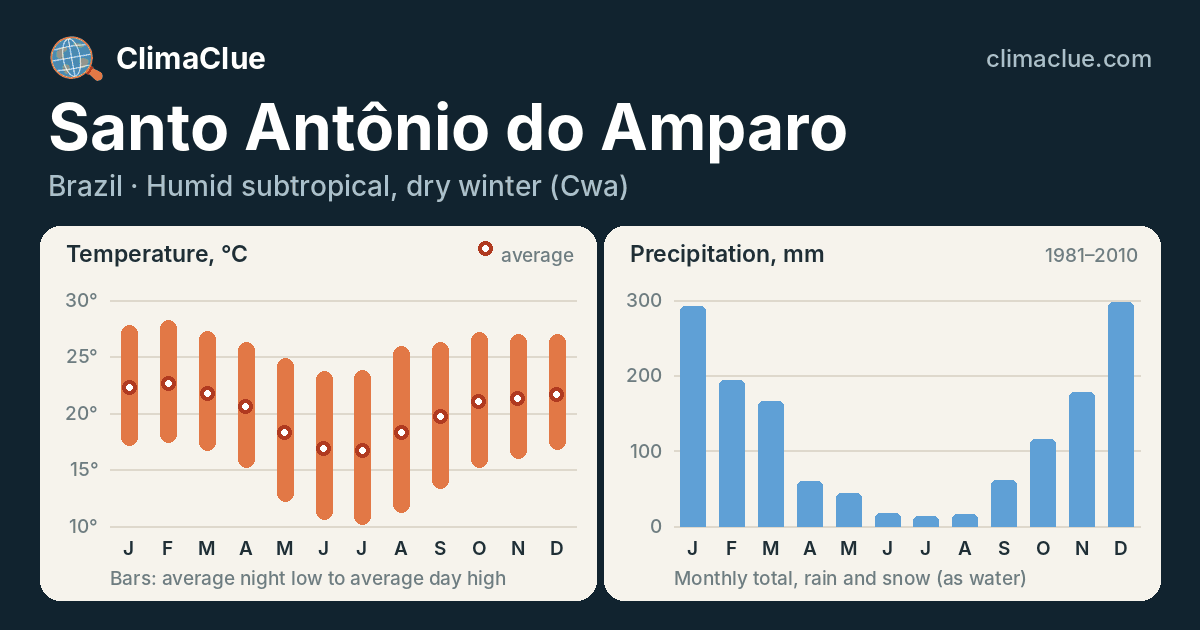 ClimaClue
climaclue.com
Santo Antônio do Amparo
Brazil · Humid subtropical, dry winter (Cwa)
Temperature, °C
average
30°
25°
20°
15°
10°
J F M A M J J A S O N D
Bars: average night low to average day high
Precipitation, mm
1981–2010
300
200
100
0
J F M A M J J A S O N D
Monthly total, rain and snow (as water)